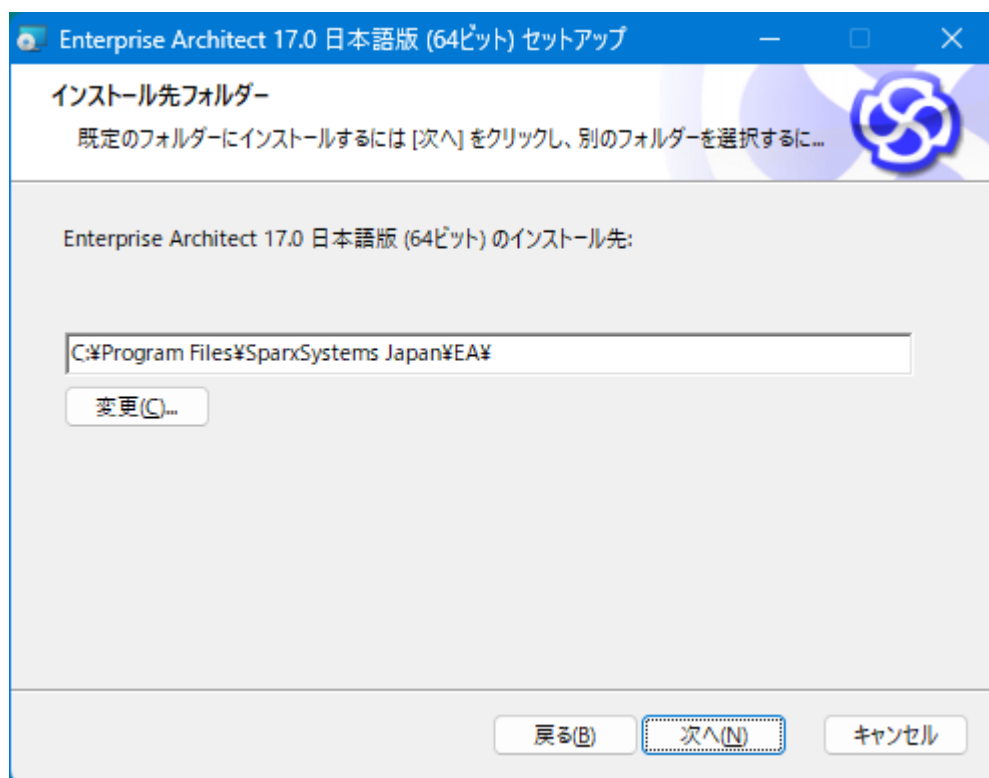 Enterprise Architect 17.0 日本語版 (64ビット) セットアップ
インストール先フォルダー
既定のフォルダーにインストールするには [次へ] をクリックし、別のフォルダーを選択するに...
Enterprise Architect 17.0 日本語版 (64ビット) のインストール先:
C:¥Program Files¥SparxSystems Japan¥EA¥
変更(C)...
戻る(B) 次へ(N) キャンセル